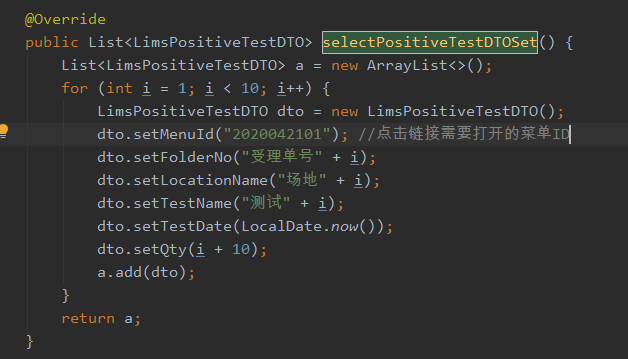 @Override
public List<LimsPositiveTestDTO> selectPositiveTestDTOSet() {
List<LimsPositiveTestDTO> a = new ArrayList<>();
for (int i = 1; i < 10; i++) {
LimsPositiveTestDTO dto = new LimsPositiveTestDTO();
dto.setMenuId("2020042101"); //点击链接需要打开的菜单ID
dto.setFolderNo("受理单号" + i);
dto.setLocationName("场地" + i);
dto.setTestName("测试" + i);
dto.setTestDate(LocalDate.now());
dto.setQty(i + 10);
a.add(dto);
}
return a;
}